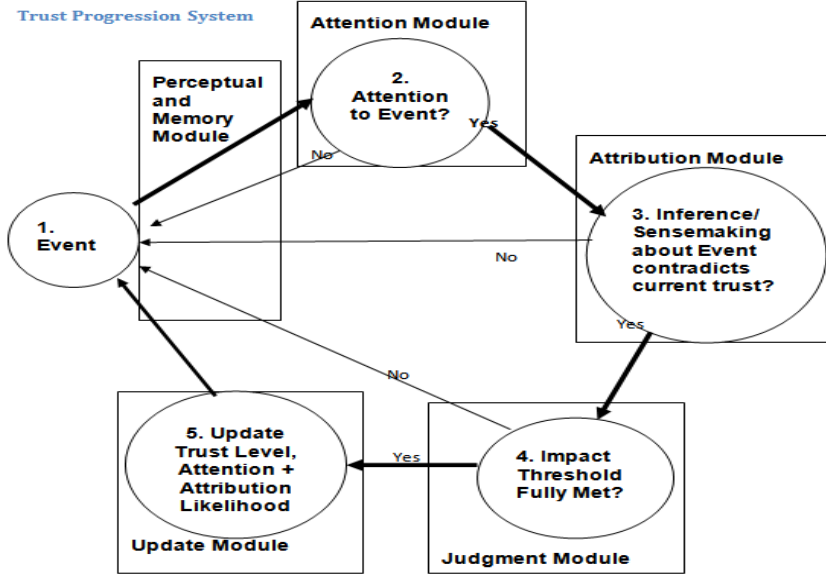 Trust Progression System
Attention Module
2.
Attention
to Event?
Yes
No
Perceptual
and
Memory
Module
1.
Event
Attribution Module
3. Inference/
Sensemaking
about Event
contradicts
current trust?
No
Yes
No
4. Impact
Threshold
Fully Met?
Judgment Module
Yes
5. Update
Trust Level,
Attention +
Attribution
Likelihood
Update Module